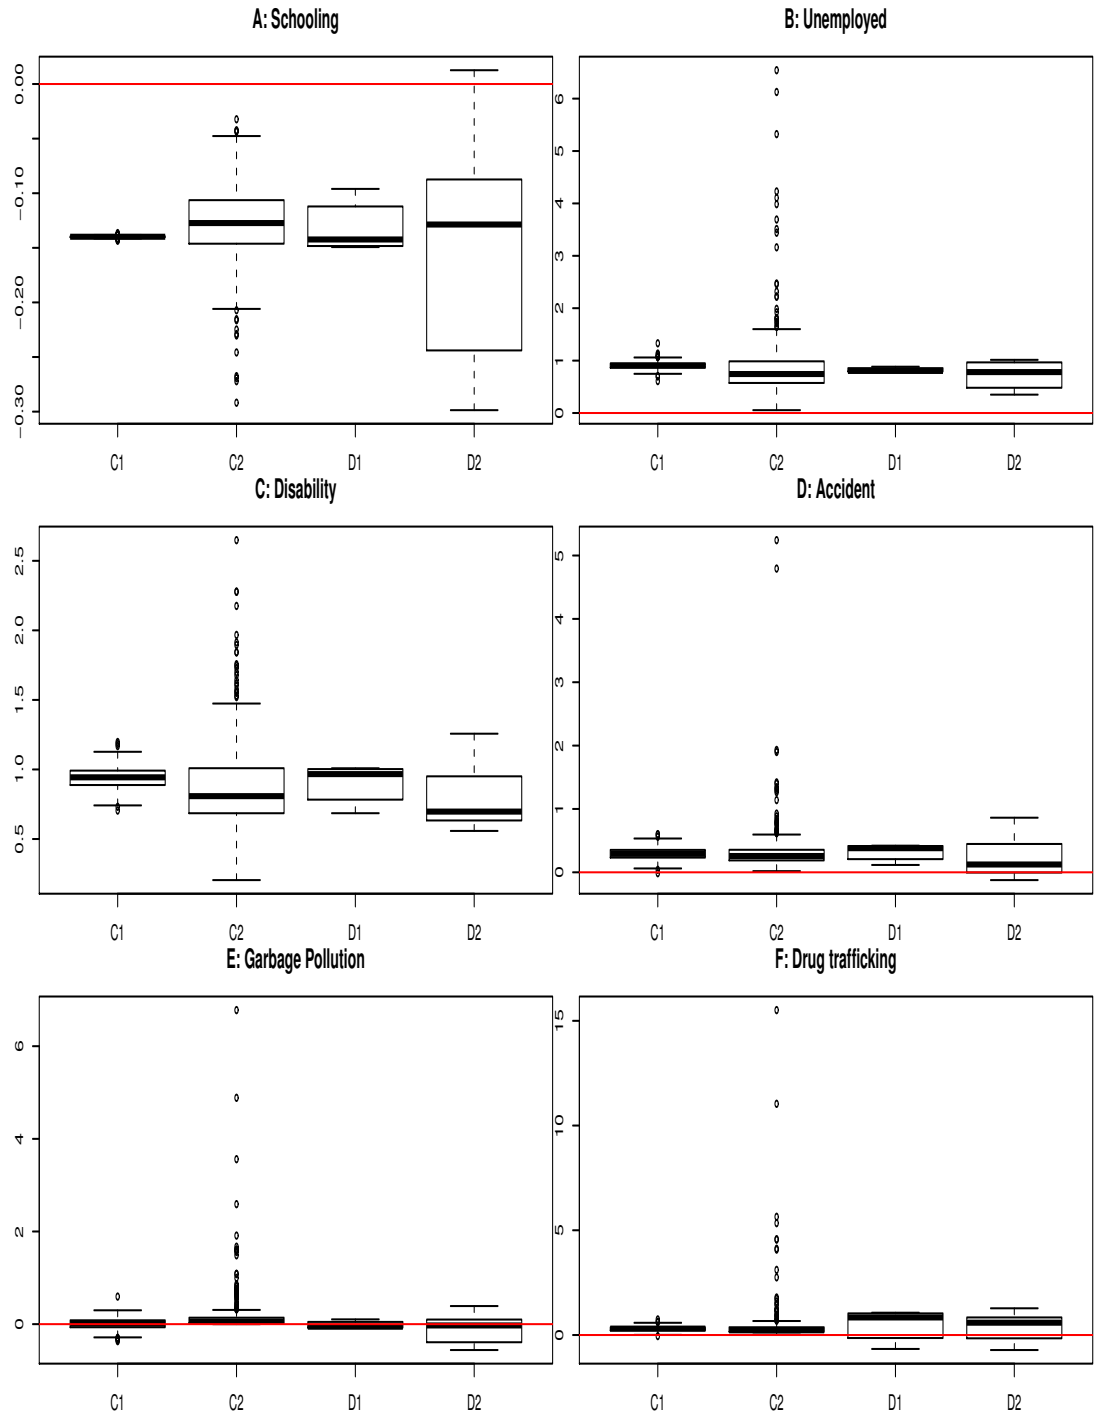 A: Schooling
0.00
−0.10
−0.20
−0.30
C1 C2 D1 D2
B: Unemployed
6
5
4
3
2
1
0
C1 C2 D1 D2
C: Disability
2.5
2.0
1.5
1.0
0.5
C1 C2 D1 D2
D: Accident
5
4
3
2
1
0
C1 C2 D1 D2
E: Garbage Pollution
6
4
2
0
C1 C2 D1 D2
F: Drug trafficking
15
10
5
0
C1 C2 D1 D2